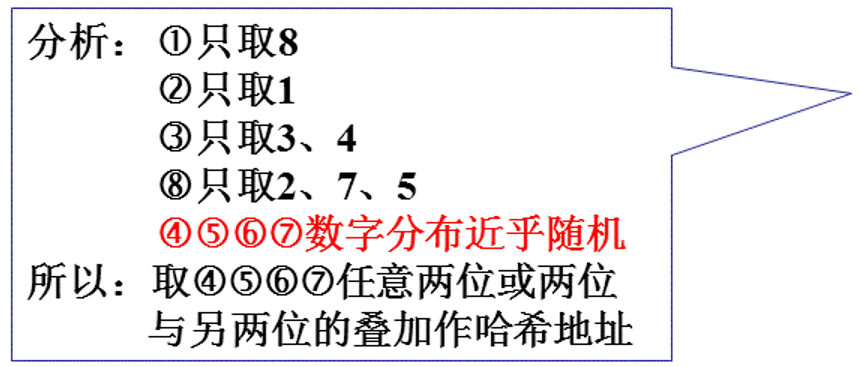 分析：①只取8
②只取1
③只取3、4
⑧只取2、7、5
④⑤⑥⑦数字分布近乎随机
所以：取④⑤⑥⑦任意两位或两位
与另两位的叠加作哈希地址